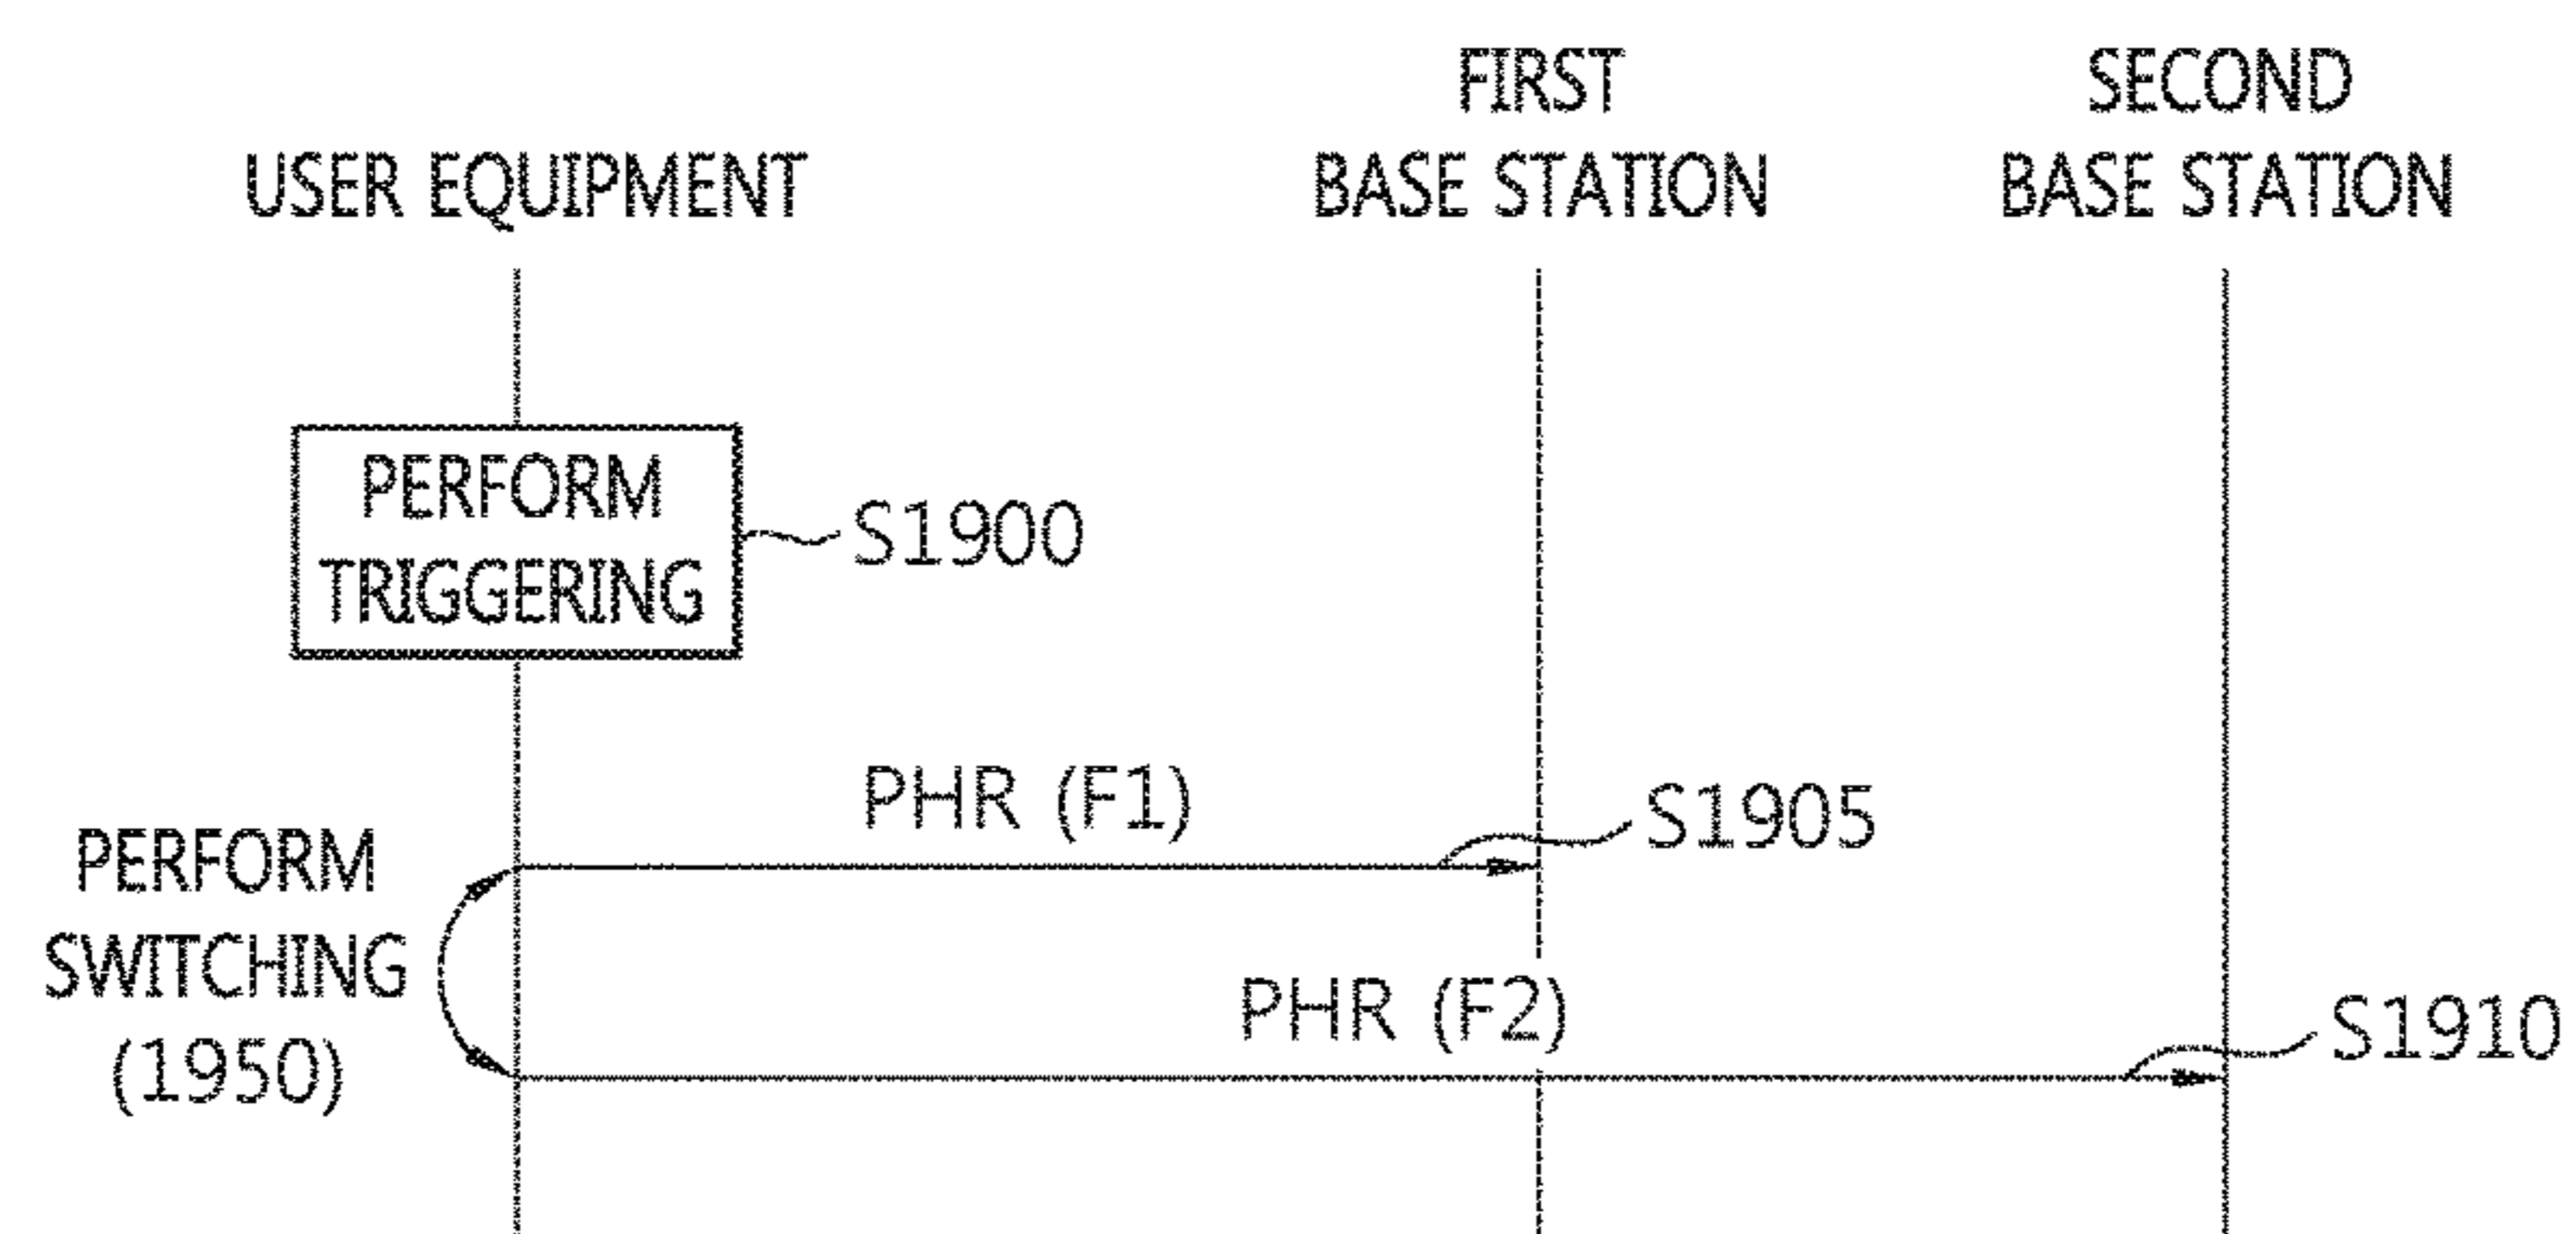 USER EQUIPMENT
FIRST
BASE STATION
SECOND
BASE STATION
PERFORM
TRIGGERING
S1900
PHR (F1)
S1905
PERFORM
SWITCHING
(1950)
PHR (F2)
S1910